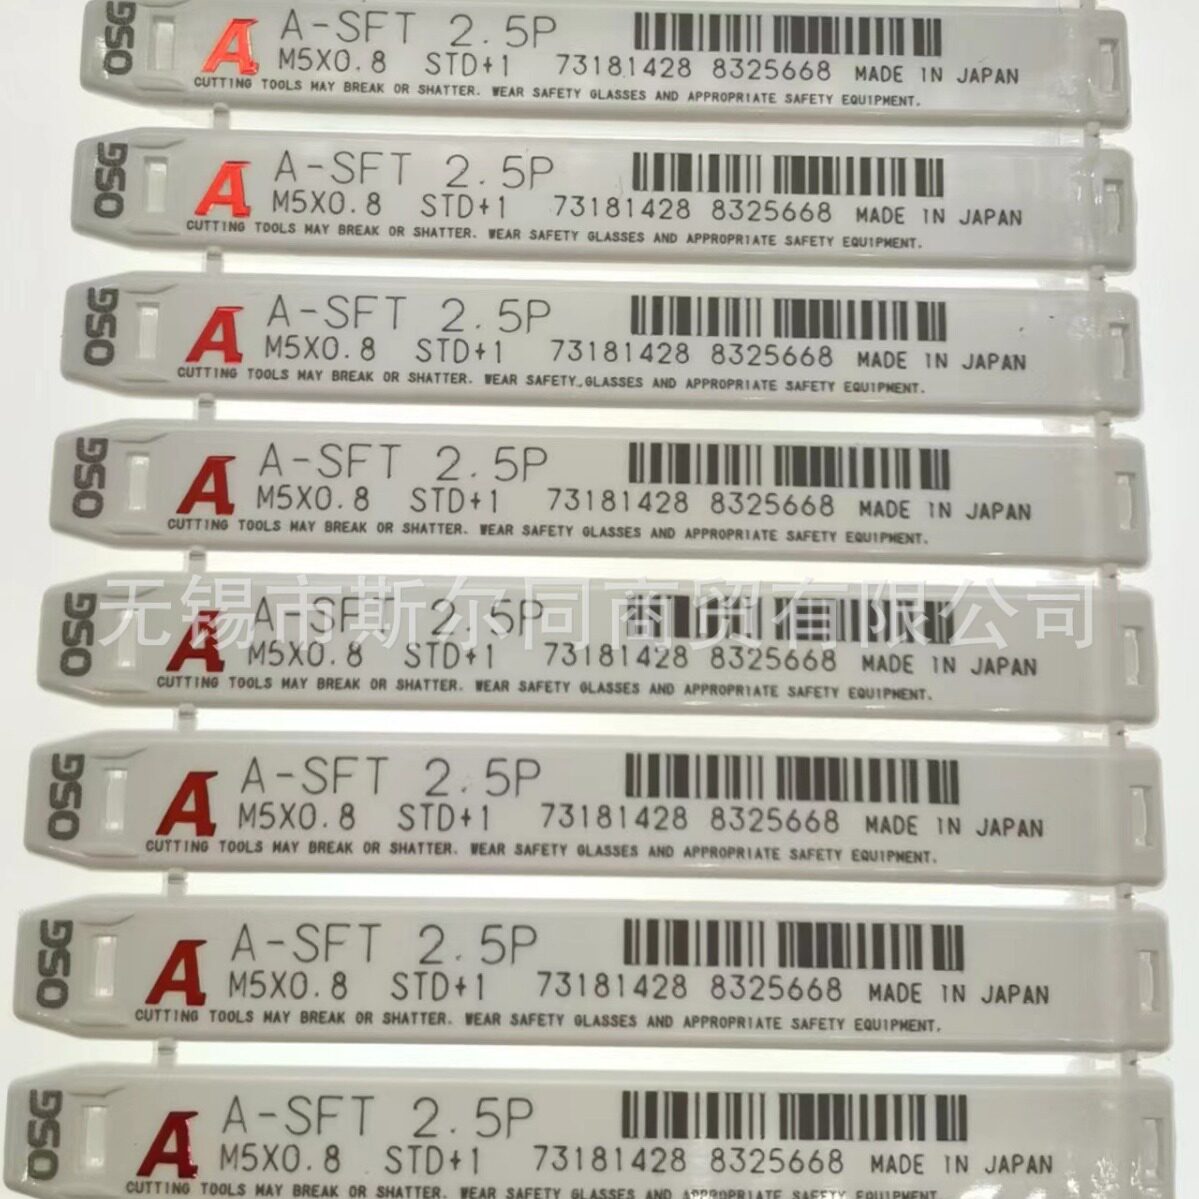 OSG A A-SFT 2.5P
M5X0.8 STD+1 73181428 8325668 MADE IN JAPAN
CUTTING TOOLS MAY BREAK OR SHATTER. WEAR SAFETY GLASSES AND APPROPRIATE SAFETY EQUIPMENT.
OSG A A-SFT 2.5P
M5X0.8 STD+1 73181428 8325668 MADE IN JAPAN
CUTTING TOOLS MAY BREAK OR SHATTER. WEAR SAFETY GLASSES AND APPROPRIATE SAFETY EQUIPMENT.
OSG A A-SFT 2.5P
M5X0.8 STD+1 73181428 8325668 MADE IN JAPAN
CUTTING TOOLS MAY BREAK OR SHATTER. WEAR SAFETY GLASSES AND APPROPRIATE SAFETY EQUIPMENT.
OSG A A-SFT 2.5P
M5X0.8 STD+1 73181428 8325668 MADE IN JAPAN
CUTTING TOOLS MAY BREAK OR SHATTER. WEAR SAFETY GLASSES AND APPROPRIATE SAFETY EQUIPMENT.
无锡市斯尔同商贸有限公司
OSG A A-SFT 2.5P
M5X0.8 STD+1 73181428 8325668 MADE IN JAPAN
CUTTING TOOLS MAY BREAK OR SHATTER. WEAR SAFETY GLASSES AND APPROPRIATE SAFETY EQUIPMENT.
OSG A A-SFT 2.5P
M5X0.8 STD+1 73181428 8325668 MADE IN JAPAN
CUTTING TOOLS MAY BREAK OR SHATTER. WEAR SAFETY GLASSES AND APPROPRIATE SAFETY EQUIPMENT.
OSG A A-SFT 2.5P
M5X0.8 STD+1 73181428 8325668 MADE IN JAPAN
CUTTING TOOLS MAY BREAK OR SHATTER. WEAR SAFETY GLASSES AND APPROPRIATE SAFETY EQUIPMENT.
OSG A A-SFT 2.5P
M5X0.8 STD+1 73181428 8325668 MADE IN JAPAN
CUTTING TOOLS MAY BREAK OR SHATTER. WEAR SAFETY GLASSES AND APPROPRIATE SAFETY EQUIPMENT.